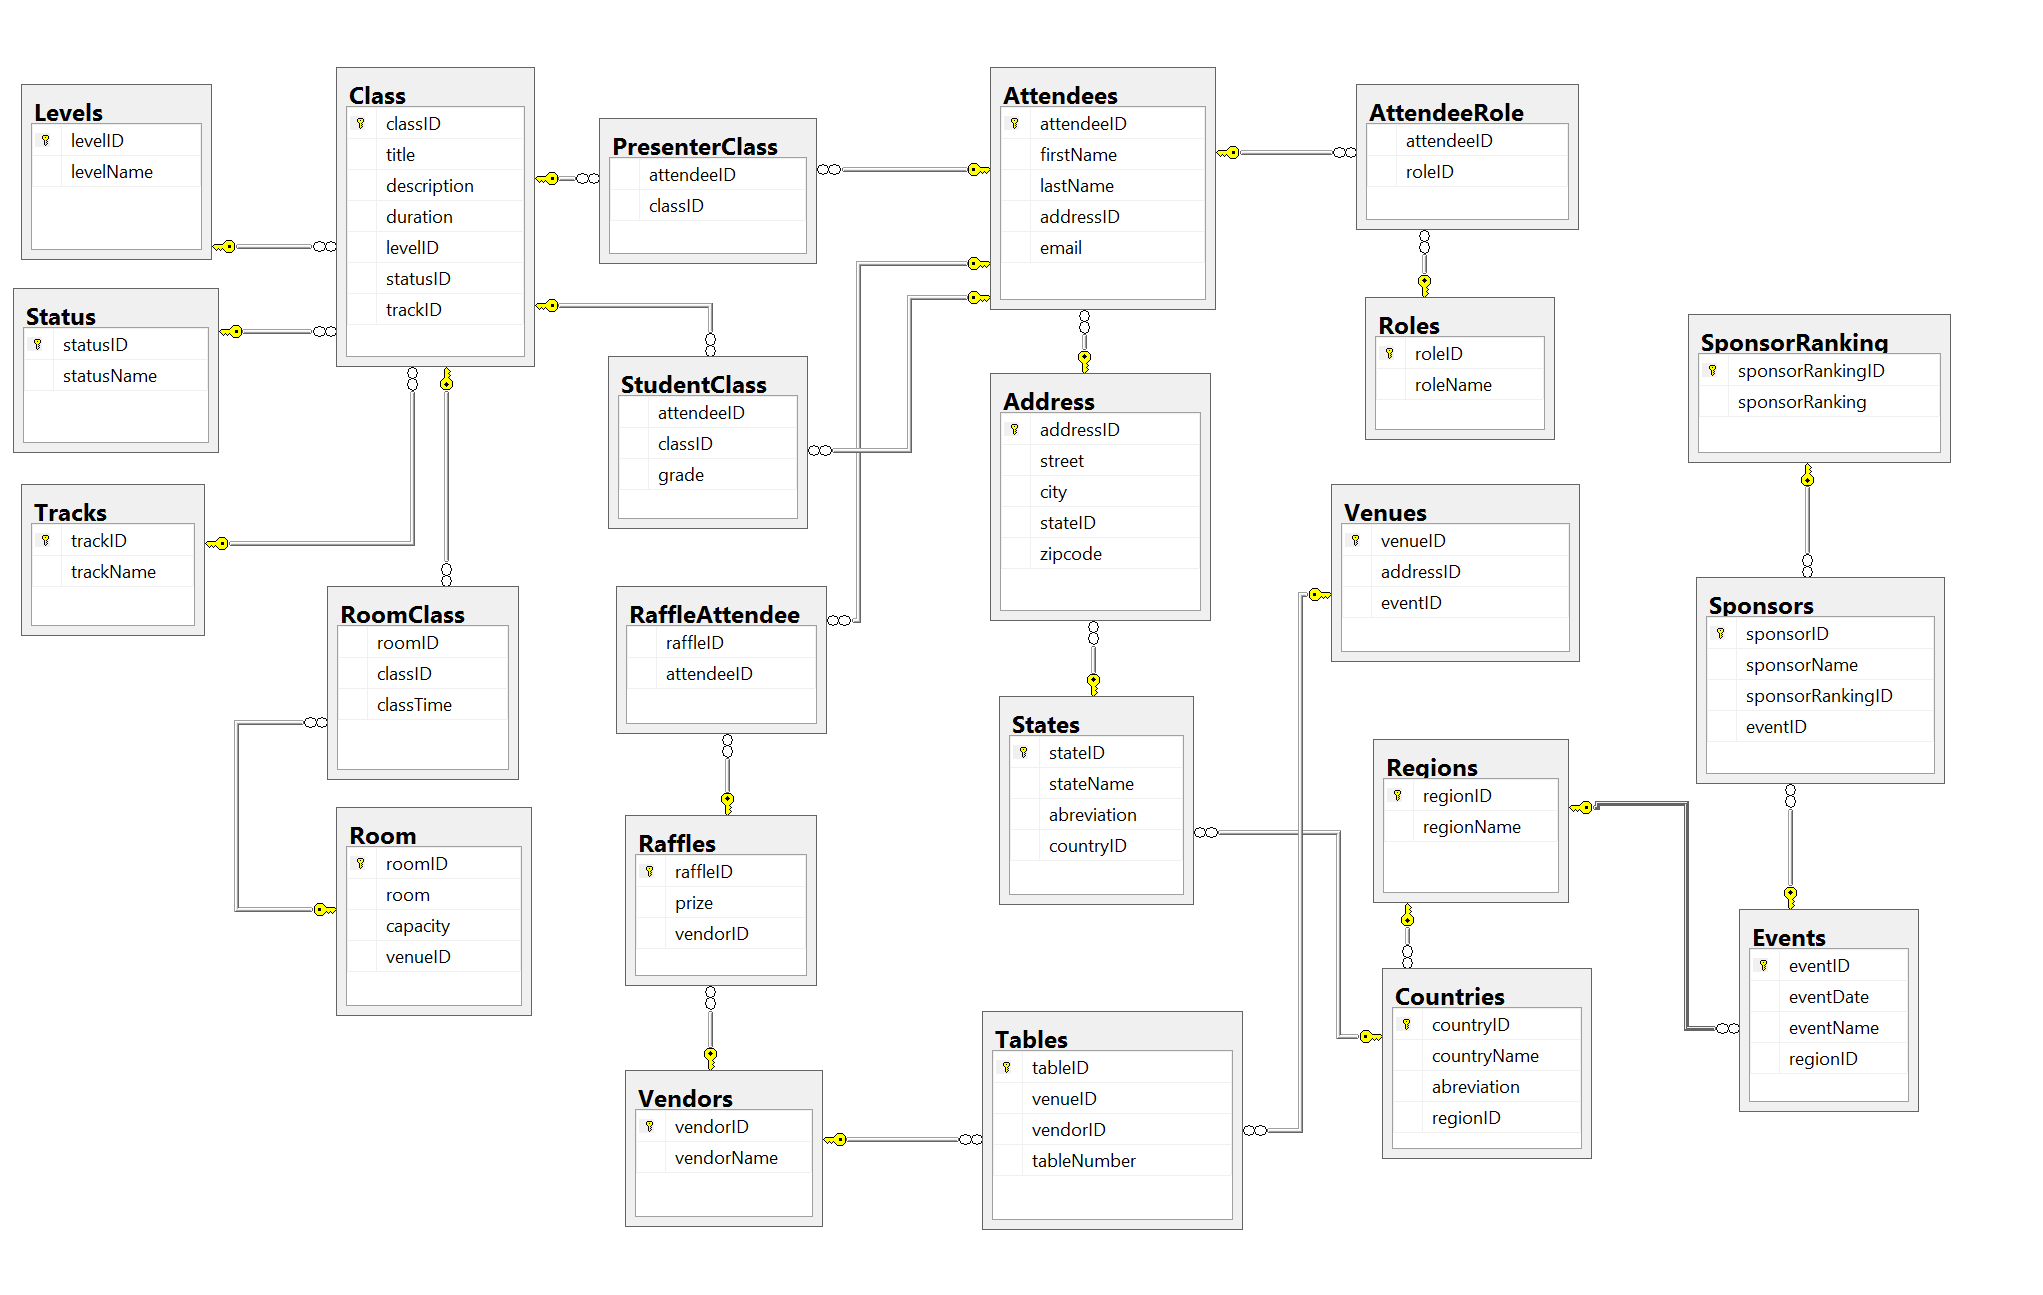 Levels
levelID
levelName
Status
statusID
statusName
Tracks
trackID
trackName
Class
classID
title
description
duration
levelID
statusID
trackID
RoomClass
roomID
classID
classTime
Room
roomID
room
capacity
venueID
PresenterClass
attendeeID
classID
StudentClass
attendeeID
classID
grade
RaffleAttendee
raffleID
attendeeID
Raffles
raffleID
prize
vendorID
Vendors
vendorID
vendorName
Attendees
attendeeID
firstName
lastName
addressID
email
Address
addressID
street
city
stateID
zipcode
States
stateID
stateName
abreviation
countryID
Tables
tableID
venueID
vendorID
tableNumber
AttendeeRole
attendeeID
roleID
Roles
roleID
roleName
Venues
venueID
addressID
eventID
Regions
regionID
regionName
Countries
countryID
countryName
abreviation
regionID
SponsorRanking
sponsorRankingID
sponsorRanking
Sponsors
sponsorID
sponsorName
sponsorRankingID
eventID
Events
eventID
eventDate
eventName
regionID